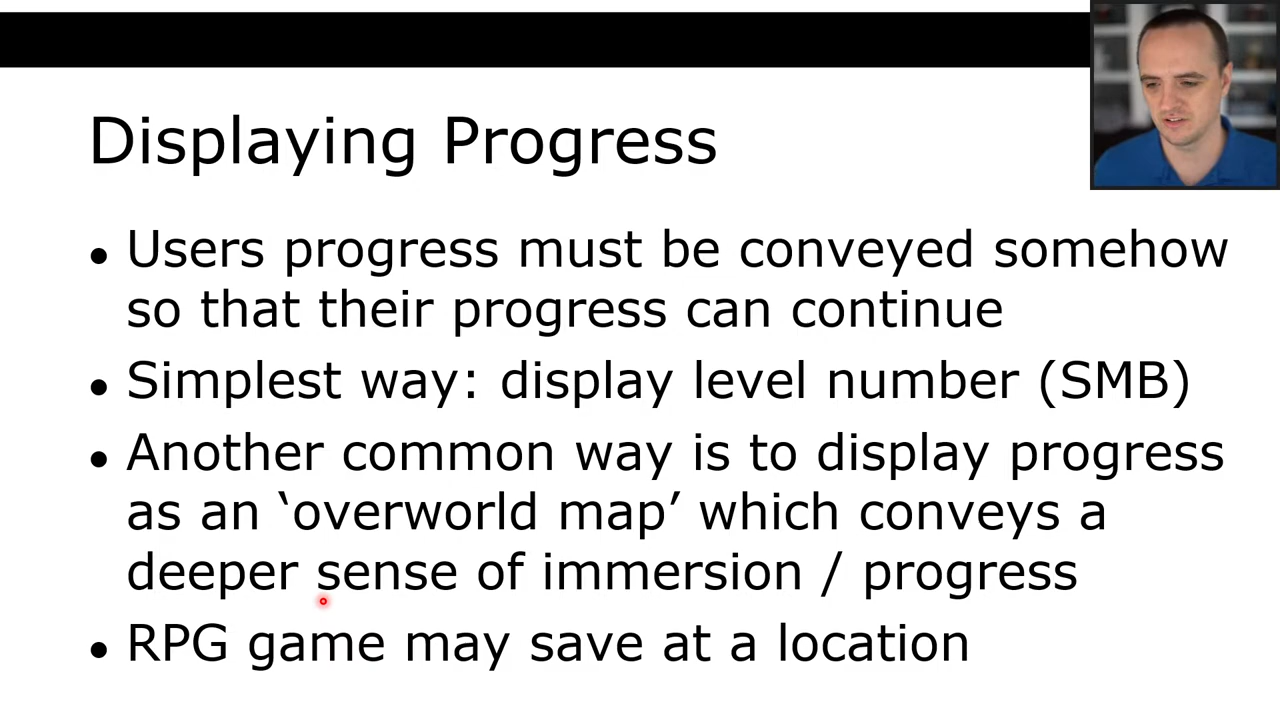 Displaying Progress
• Users progress must be conveyed somehow
so that their progress can continue
• Simplest way: display level number (SMB)
• Another common way is to display progress
as an ‘overworld map’ which conveys a
deeper sense of immersion / progress
• RPG game may save at a location